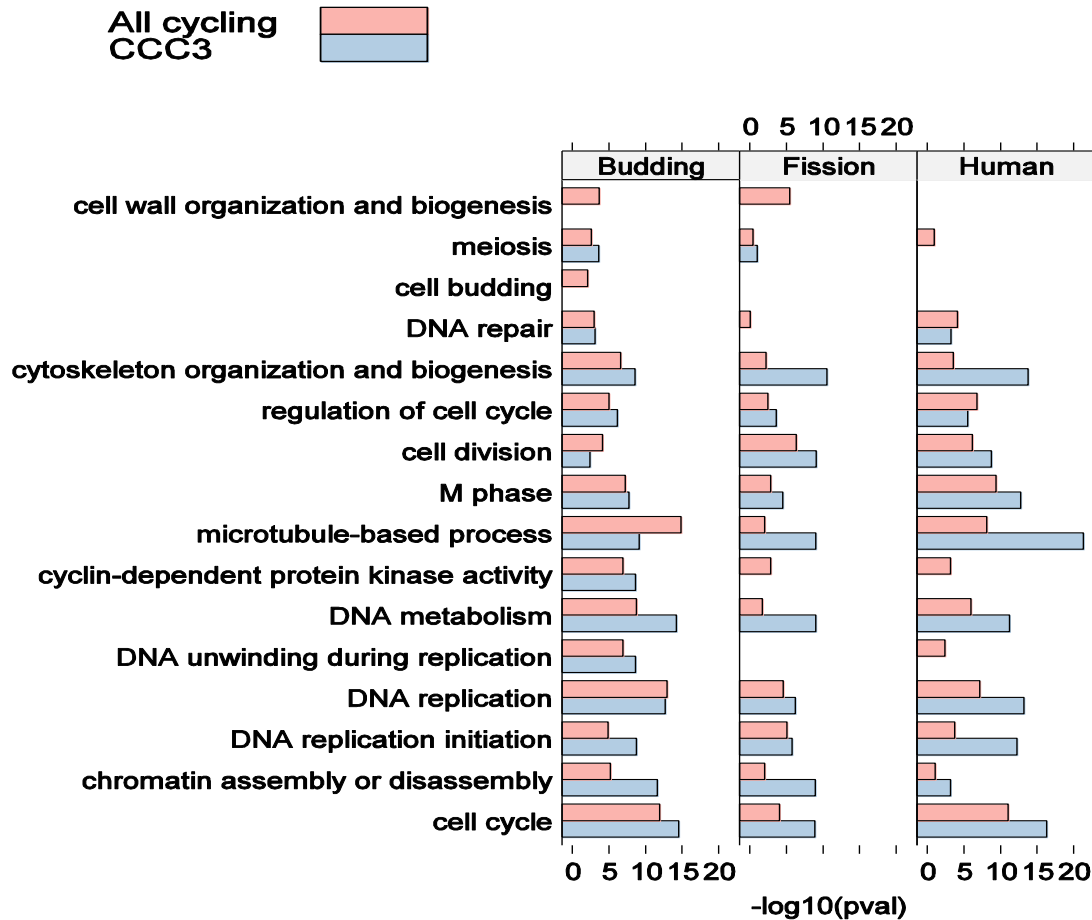 All cycling
CCC3
0 5 10 15 20
Budding Fission Human
cell wall organization and biogenesis
meiosis
cell budding
DNA repair
cytoskeleton organization and biogenesis
regulation of cell cycle
cell division
M phase
microtubule-based process
cyclin-dependent protein kinase activity
DNA metabolism
DNA unwinding during replication
DNA replication
DNA replication initiation
chromatin assembly or disassembly
cell cycle
0 5 10 15 20 0 5 10 15 20
-log10(pval)